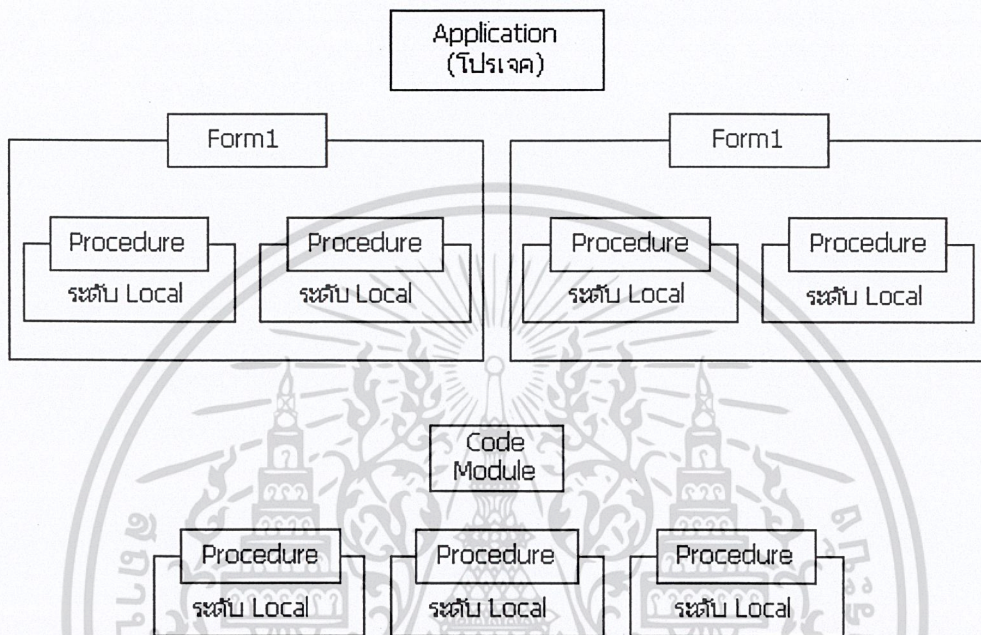 Application
(โปรเจค)
Form1 Form1
Procedure Procedure Procedure Procedure
ระดับ Local ระดับ Local ระดับ Local ระดับ Local
Code
Module
Procedure Procedure Procedure
ระดับ Local ระดับ Local ระดับ Local